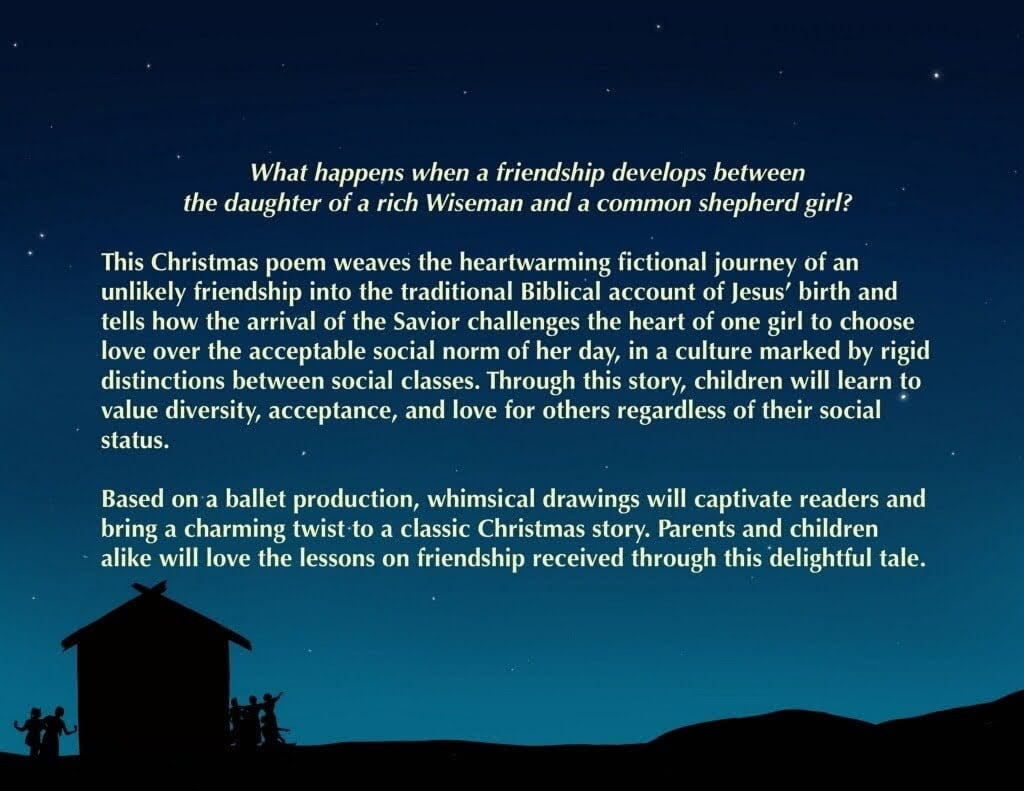 What happens when a friendship develops between
the daughter of a rich Wiseman and a common shepherd girl?
This Christmas poem weaves the heartwarming fictional journey of an
unlikely friendship into the traditional Biblical account of Jesus’ birth and
tells how the arrival of the Savior challenges the heart of one girl to choose
love over the acceptable social norm of her day, in a culture marked by rigid
distinctions between social classes. Through this story, children will learn to
value diversity, acceptance, and love for others regardless of their social
status.
Based on a ballet production, whimsical drawings will captivate readers and
bring a charming twist to a classic Christmas story. Parents and children
alike will love the lessons on friendship received through this delightful tale.